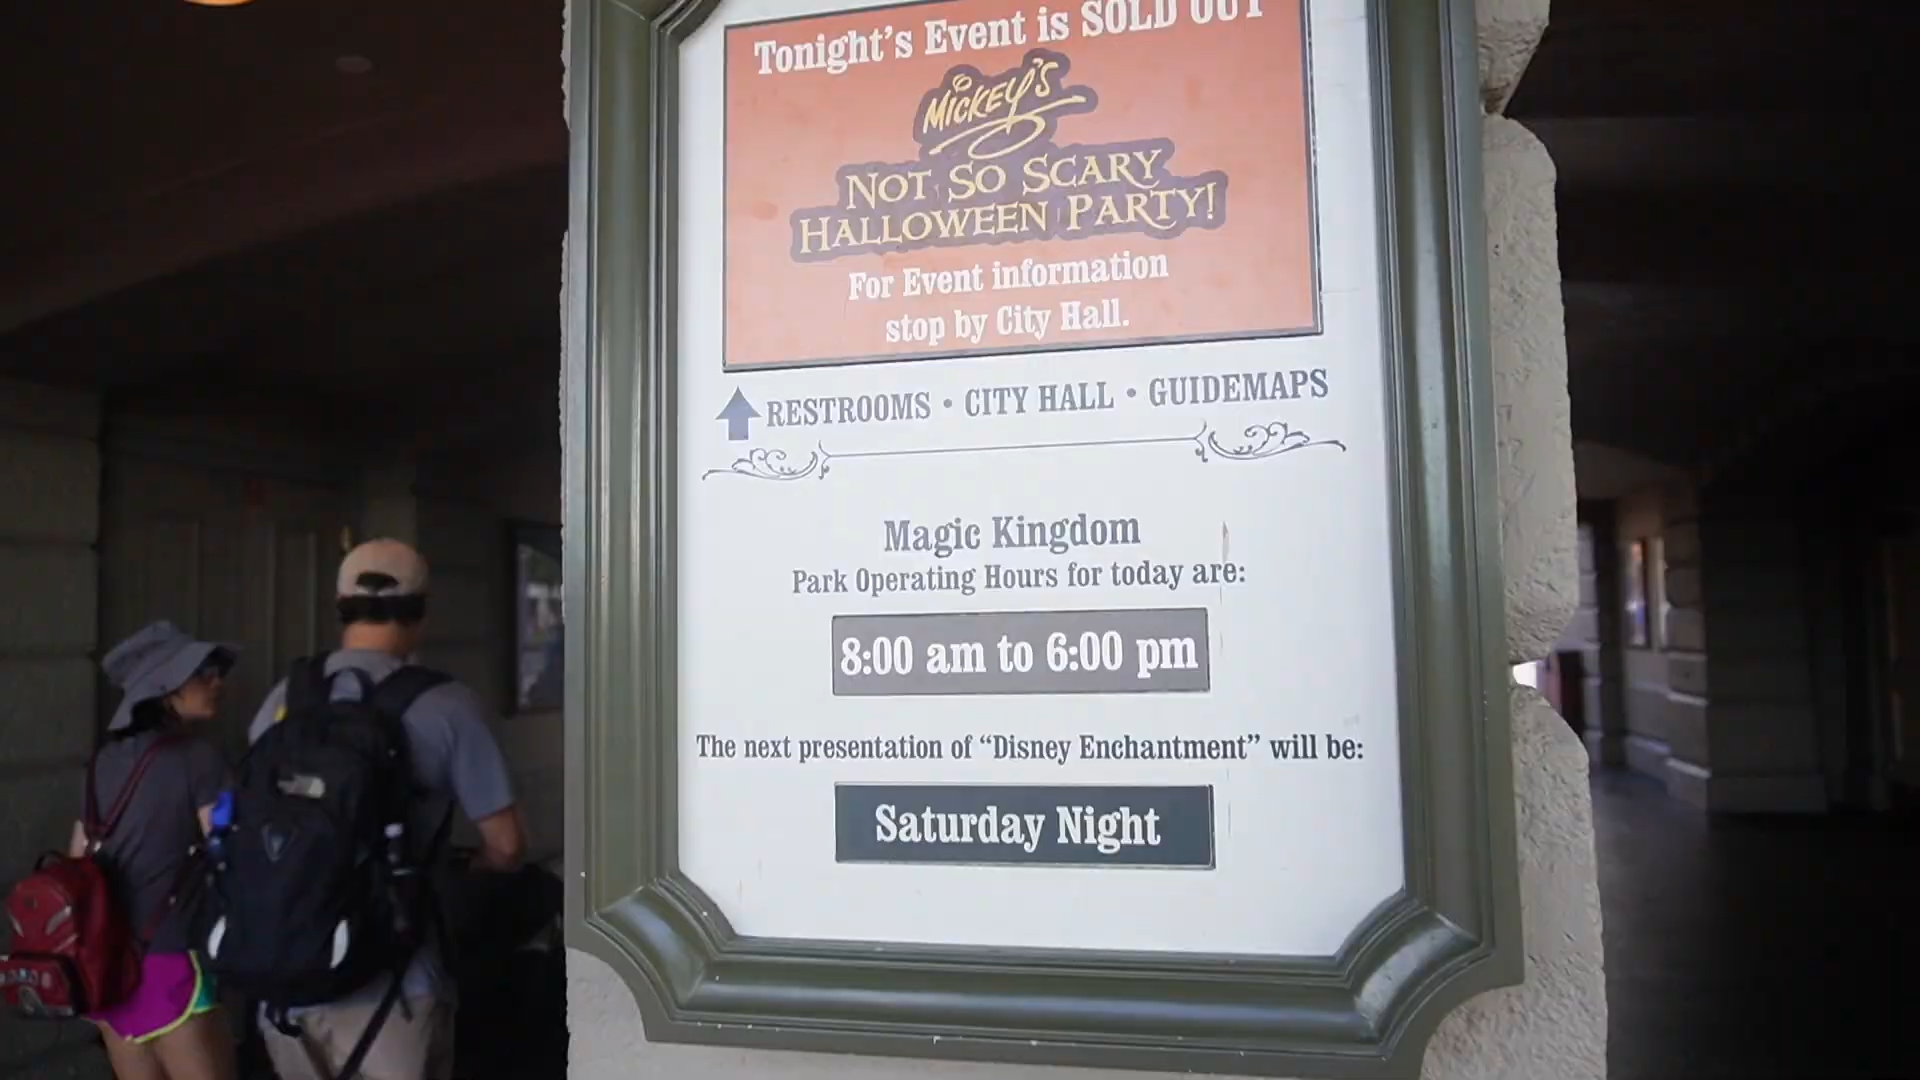 Tonight's Event is SOLD OUT
MICKEY'S
NOT SO SCARY
HALLOWEEN PARTY!
For Event information
stop by City Hall.
RESTROOMS • CITY HALL • GUIDEMAPS
Magic Kingdom
Park Operating Hours for today are:
8:00 am to 6:00 pm
The next presentation of “Disney Enchantment” will be:
Saturday Night